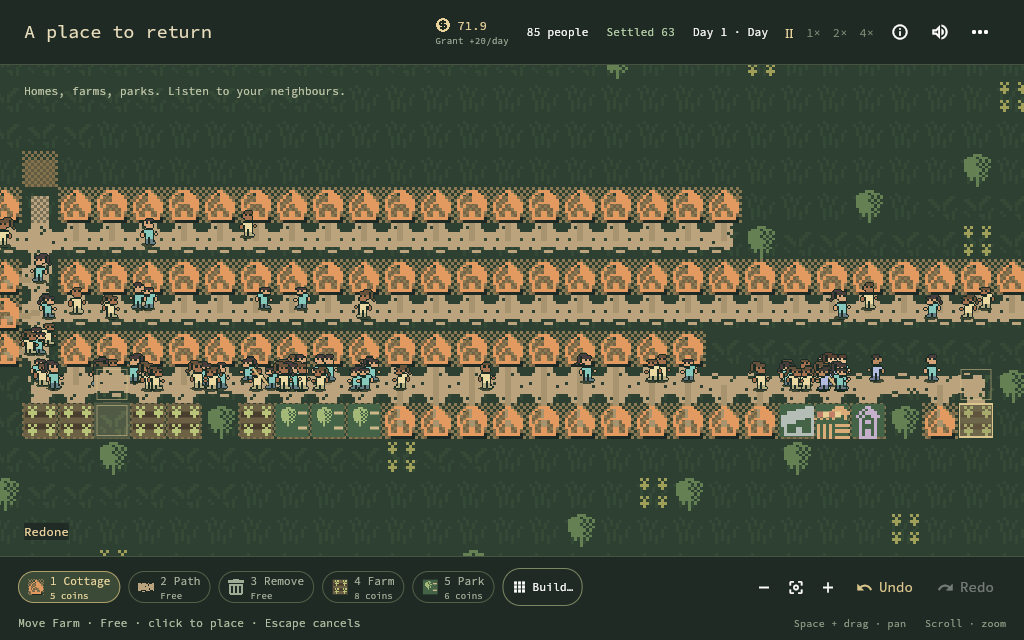 A place to return
71.9
Grant +20/day
85 people
Settled 63
Day 1 · Day
1×
2×
4×
Homes, farms, parks. Listen to your neighbours.
Redone
1 Cottage
5 coins
2 Path
Free
3 Remove
Free
4 Farm
8 coins
5 Park
6 coins
Build…
Undo
Redo
Move Farm · Free · click to place · Escape cancels
Space + drag · pan
Scroll · zoom